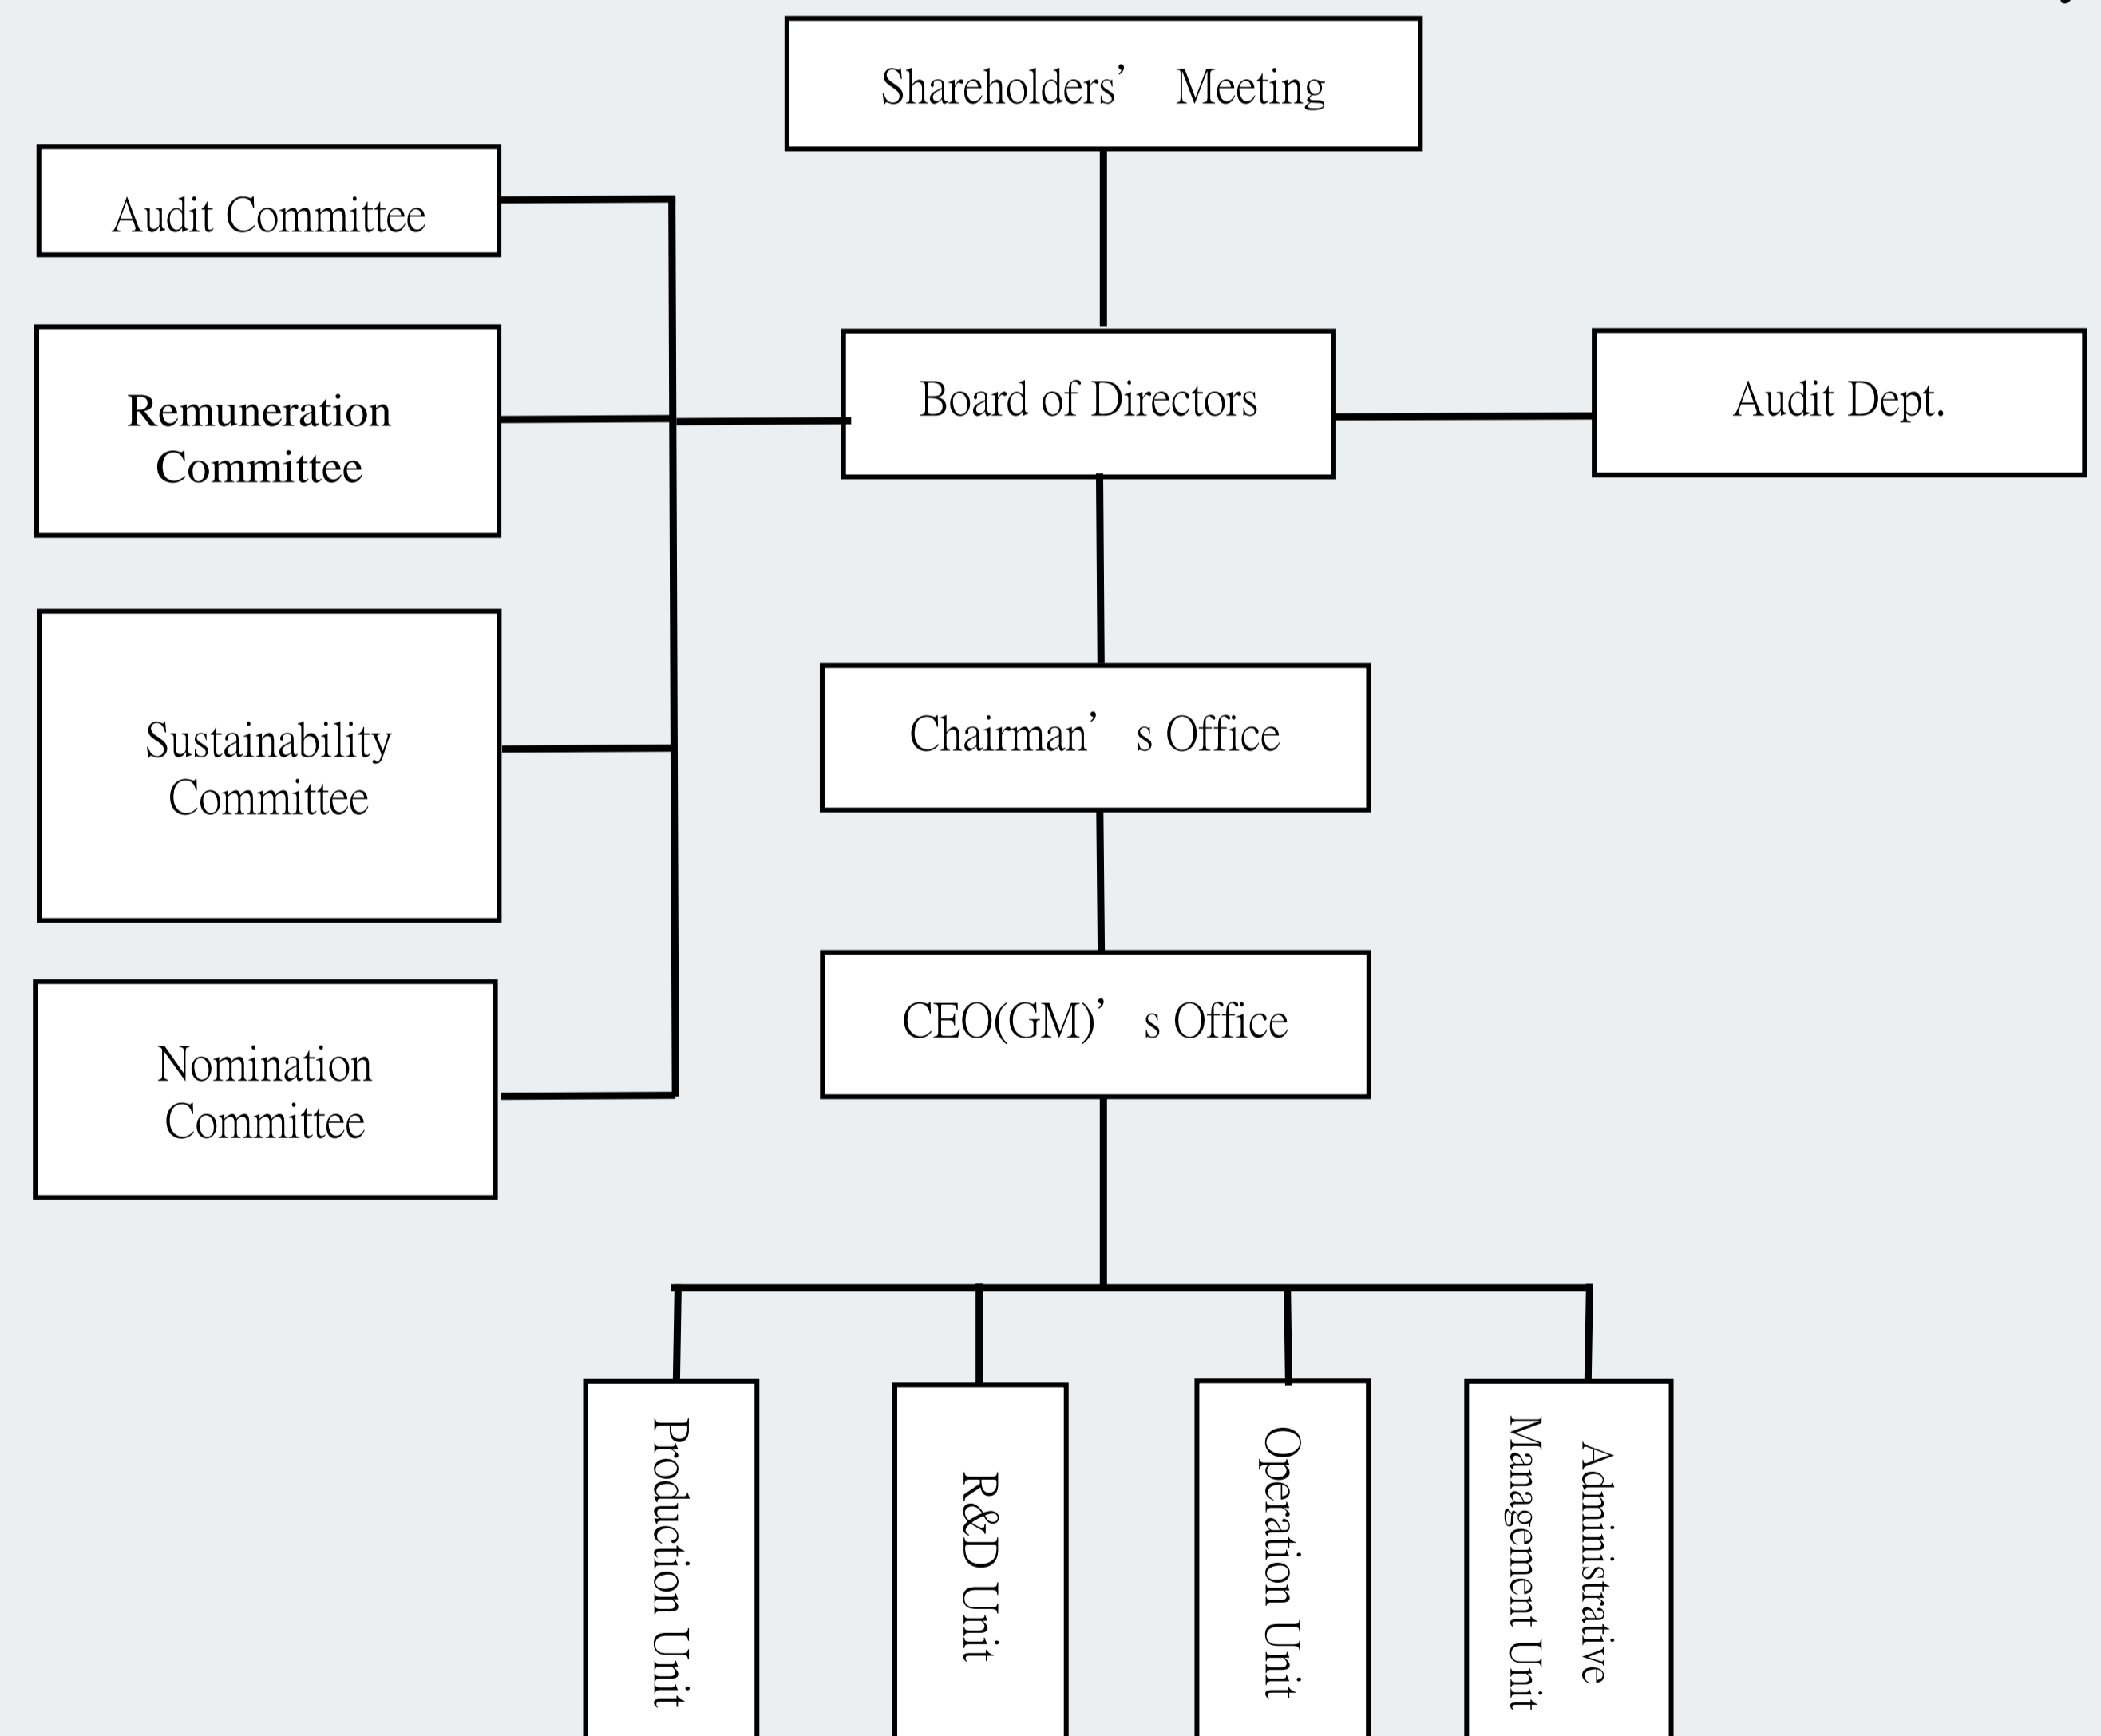 Shareholders’ Meeting
Audit Committee
Remuneration
Committee
Board of Directors
Audit Dept.
Sustainability
Committee
Chairman’ s Office
CEO(GM)’ s Office
Nomination
Committee
Production Unit
R&D Unit
Operation Unit
Administrative
Management Unit